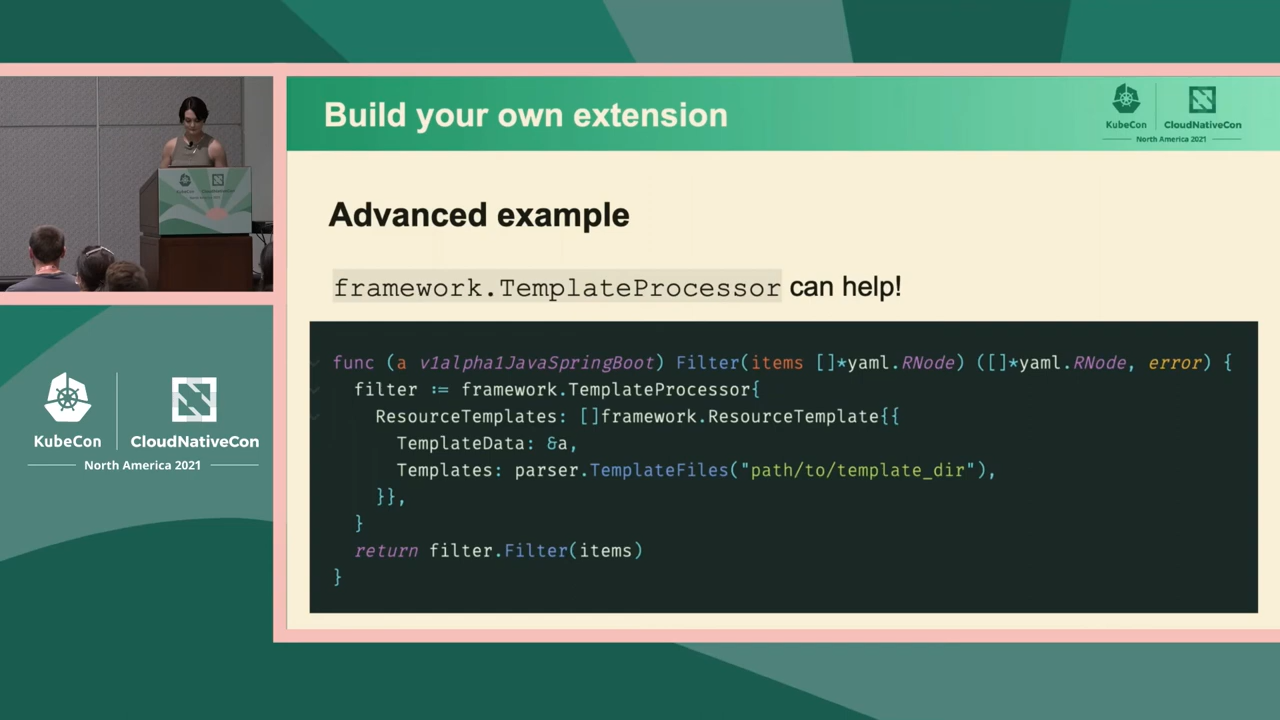 Build your own extension
KubeCon
CloudNativeCon
North America 2021
Advanced example
framework.TemplateProcessor can help!
func (a v1alpha1JavaSpringBoot) Filter(items []*yaml.RNode) ([]*yaml.RNode, error) {
filter := framework.TemplateProcessor{
ResourceTemplates: []framework.ResourceTemplate{{
TemplateData: &a,
Templates: parser.TemplateFiles("path/to/template_dir"),
}},
}
return filter.Filter(items)
}
KubeCon
CloudNativeCon
North America 2021